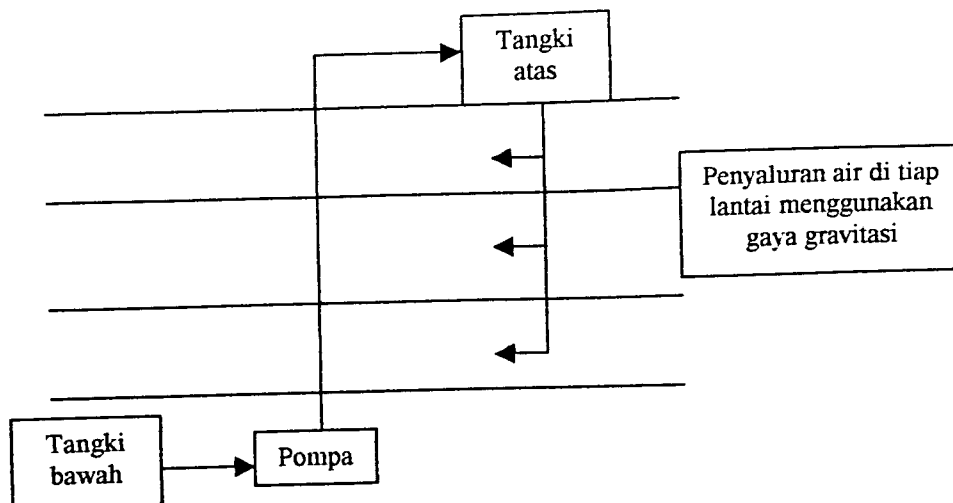 Tangki
atas
Penyaluran air di tiap
lantai menggunakan
gaya gravitasi
Tangki
bawah
Pompa